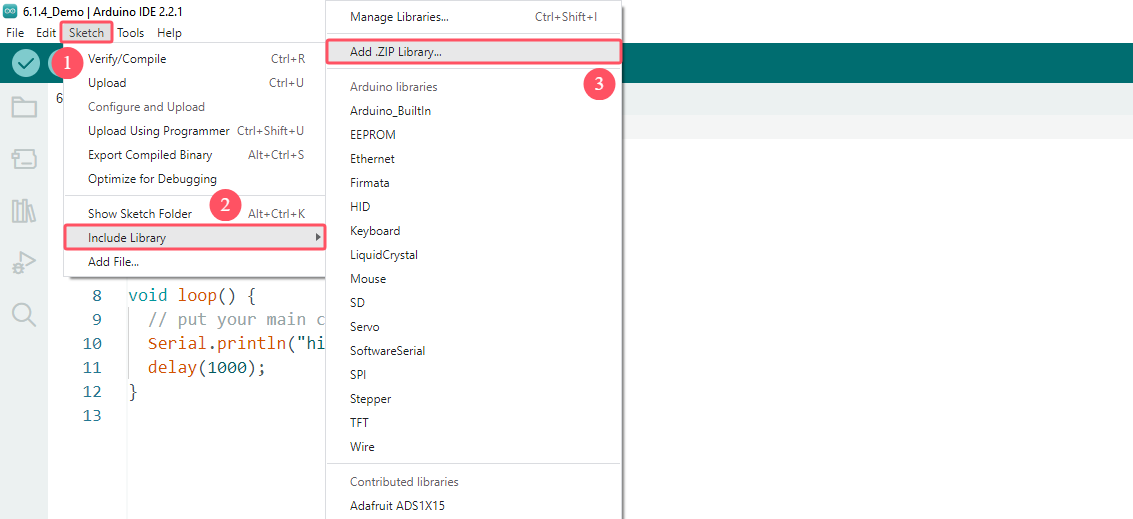 6.1.4_Demo | Arduino IDE 2.2.1
File Edit Sketch Tools Help
1
Verify/Compile Ctrl+R
Upload Ctrl+U
Configure and Upload
Upload Using Programmer Ctrl+Shift+U
Export Compiled Binary Alt+Ctrl+S
Optimize for Debugging
2
Show Sketch Folder Alt+Ctrl+K
Include Library
Add File...
Manage Libraries... Ctrl+Shift+I
Add .ZIP Library...
3
Arduino libraries
Arduino_BuiltIn
EEPROM
Ethernet
Firmata
HID
Keyboard
LiquidCrystal
Mouse
SD
Servo
SoftwareSerial
SPI
Stepper
TFT
Wire
Contributed libraries
Adafruit ADS1X15
6
8 void loop() {
9 // put your main c
10 Serial.println("hi
11 delay(1000);
12 }
13